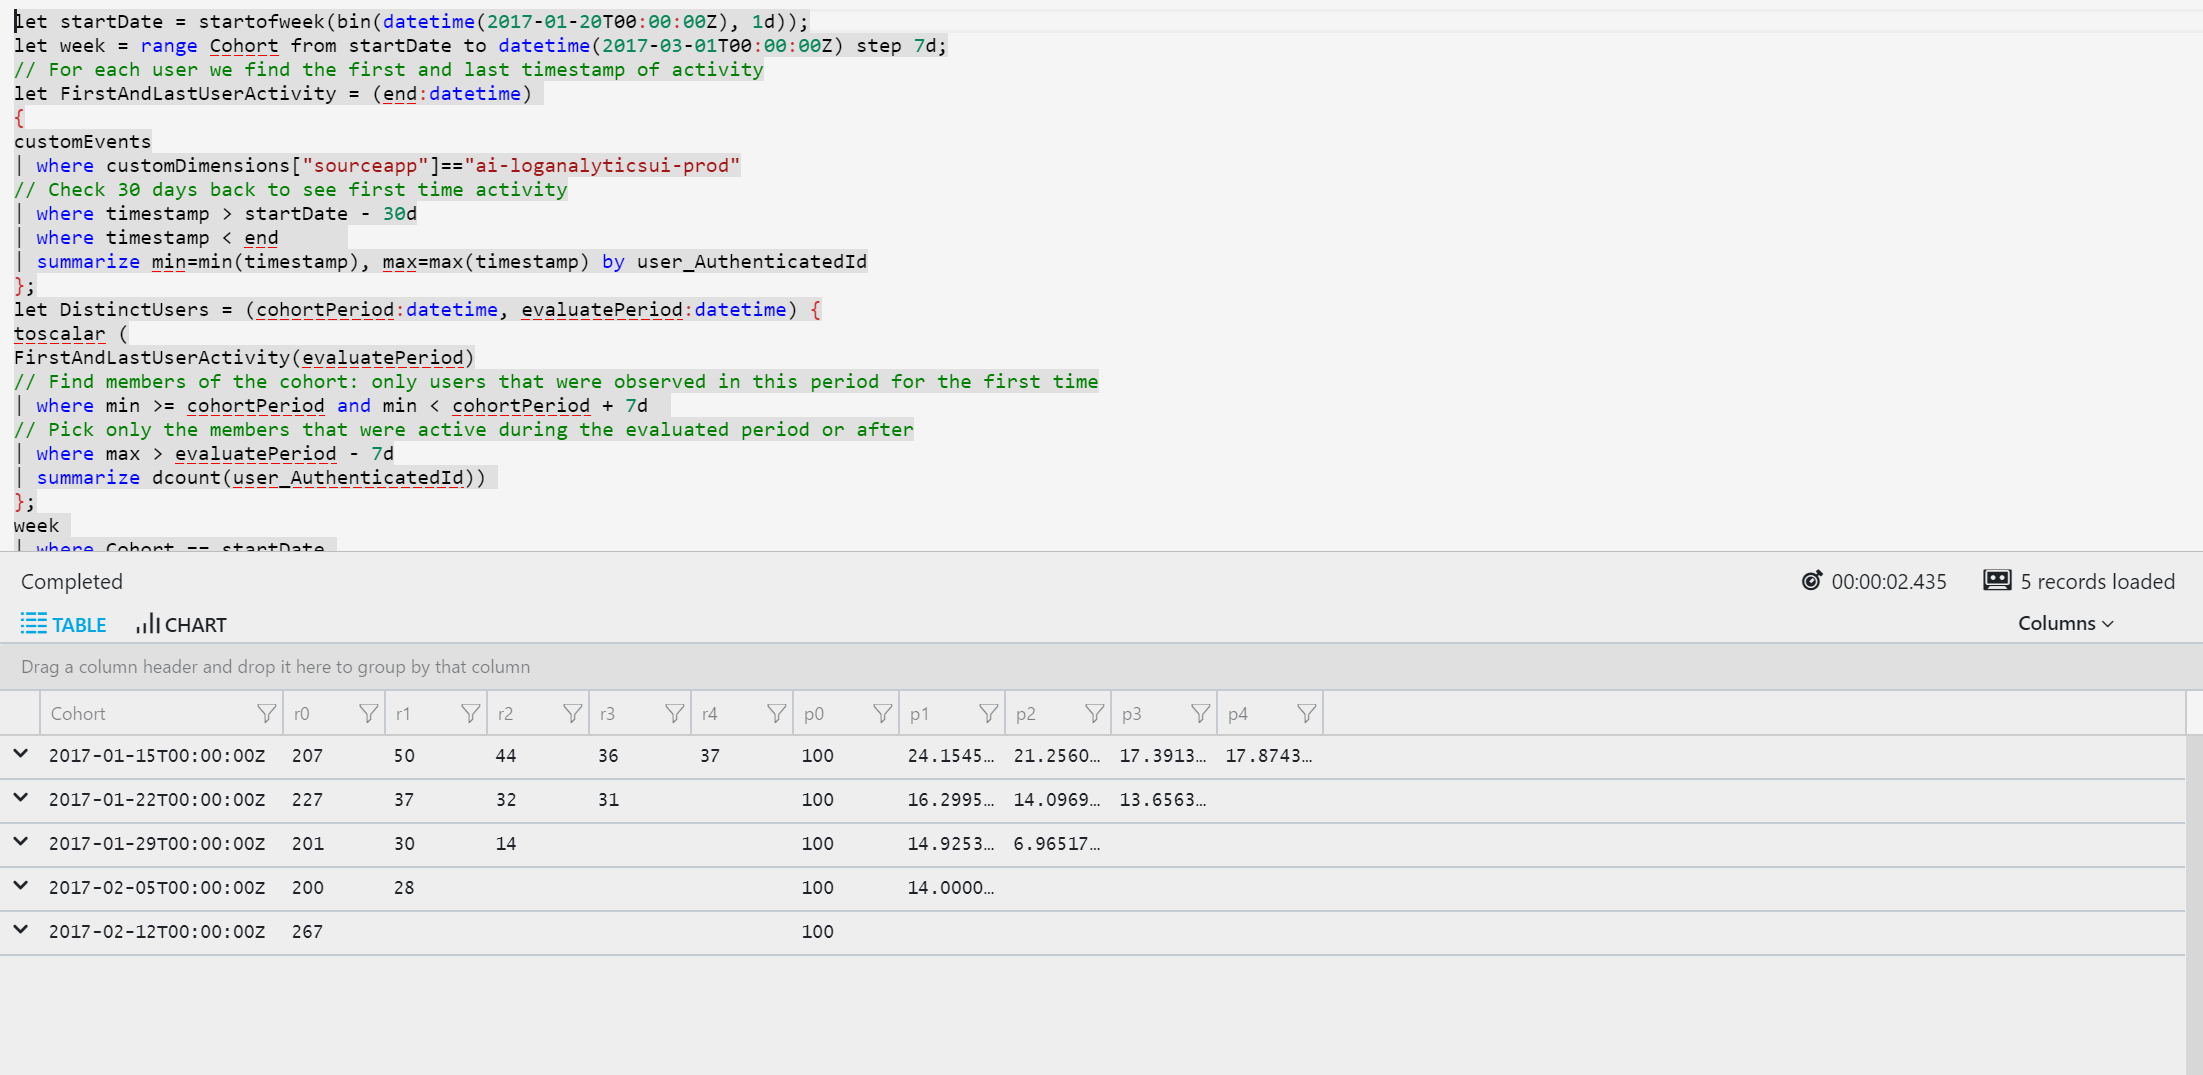 let startDate = startofweek(bin(datetime(2017-01-20T00:00:00Z), 1d));
let week = range Cohort from startDate to datetime(2017-03-01T00:00:00Z) step 7d;
// For each user we find the first and last timestamp of activity
let FirstAndLastUserActivity = (end:datetime)
{
customEvents
| where customDimensions["sourceapp"]=="ai-loganalyticsui-prod"
// Check 30 days back to see first time activity
| where timestamp > startDate - 30d
| where timestamp < end
| summarize min=min(timestamp), max=max(timestamp) by user_AuthenticatedId
};
let DistinctUsers = (cohortPeriod:datetime, evaluatePeriod:datetime) {
toscalar (
FirstAndLastUserActivity(evaluatePeriod)
// Find members of the cohort: only users that were observed in this period for the first time
| where min >= cohortPeriod and min < cohortPeriod + 7d
// Pick only the members that were active during the evaluated period or after
| where max > evaluatePeriod - 7d
| summarize dcount(user_AuthenticatedId))
};
week
| where Cohort == startDate
Completed 00:00:02.435 5 records loaded
TABLE CHART Columns
Drag a column header and drop it here to group by that column
Cohort r0 r1 r2 r3 r4 p0 p1 p2 p3 p4
2017-01-15T00:00:00Z 207 50 44 36 37 100 24.1545... 21.2560... 17.3913... 17.8743...
2017-01-22T00:00:00Z 227 37 32 31 100 16.2995... 14.0969... 13.6563...
2017-01-29T00:00:00Z 201 30 14 100 14.9253... 6.96517...
2017-02-05T00:00:00Z 200 28 100 14.0000...
2017-02-12T00:00:00Z 267 100